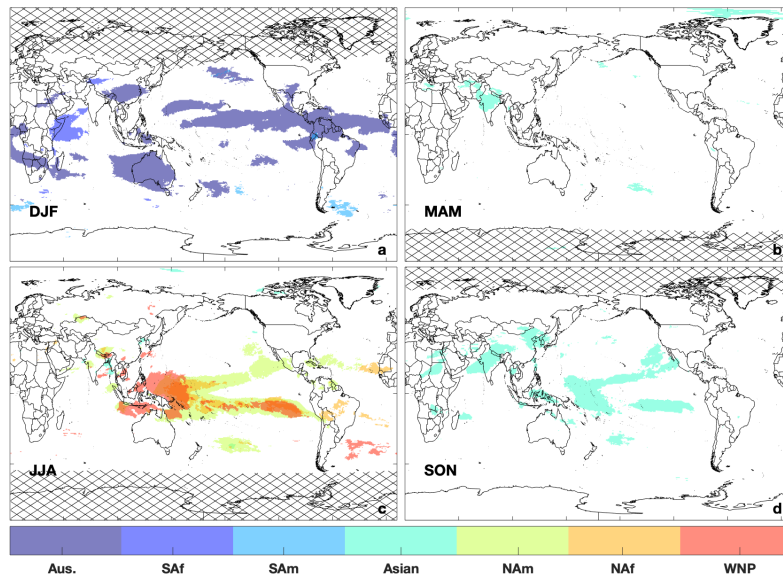 DJF
a
MAM
b
JJA
c
SON
d
Aus. SAf SAm Asian NAm NAf WNP